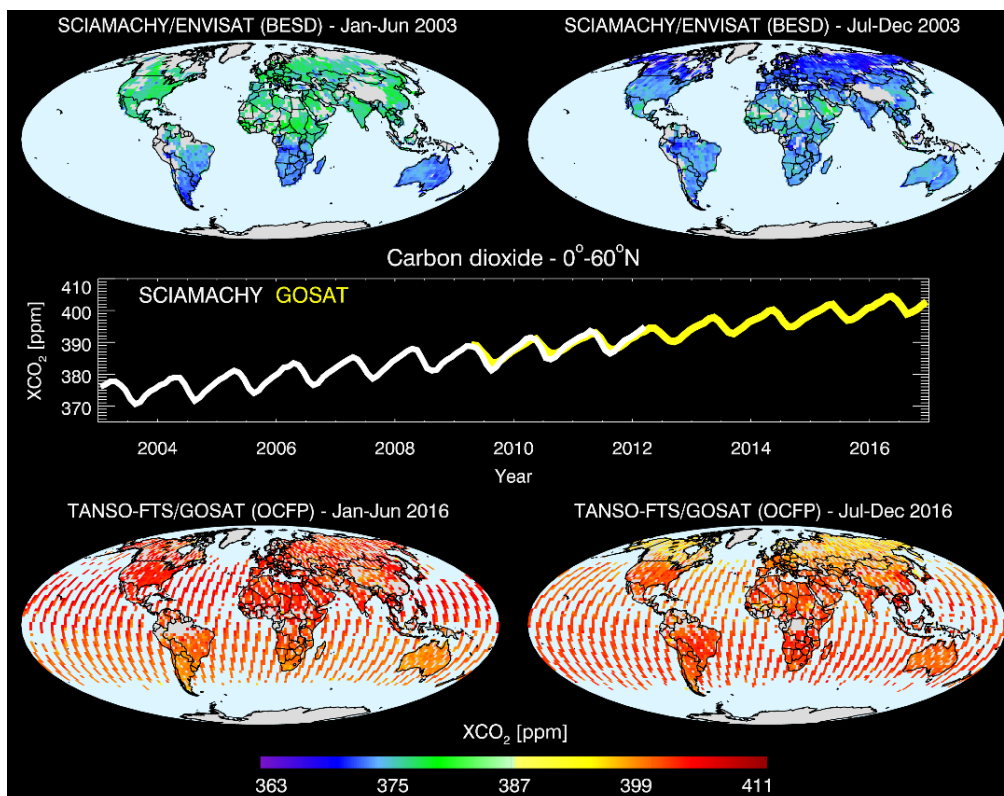 SCIAMACHY/ENVISAT (BESD) - Jan-Jun 2003
SCIAMACHY/ENVISAT (BESD) - Jul-Dec 2003
Carbon dioxide - 0°-60°N
SCIAMACHY GOSAT
XCO₂ [ppm]
410
400
390
380
370
2004 2006 2008 2010 2012 2014 2016
Year
TANSO-FTS/GOSAT (OCFP) - Jan-Jun 2016
TANSO-FTS/GOSAT (OCFP) - Jul-Dec 2016
XCO₂ [ppm]
363 375 387 399 411